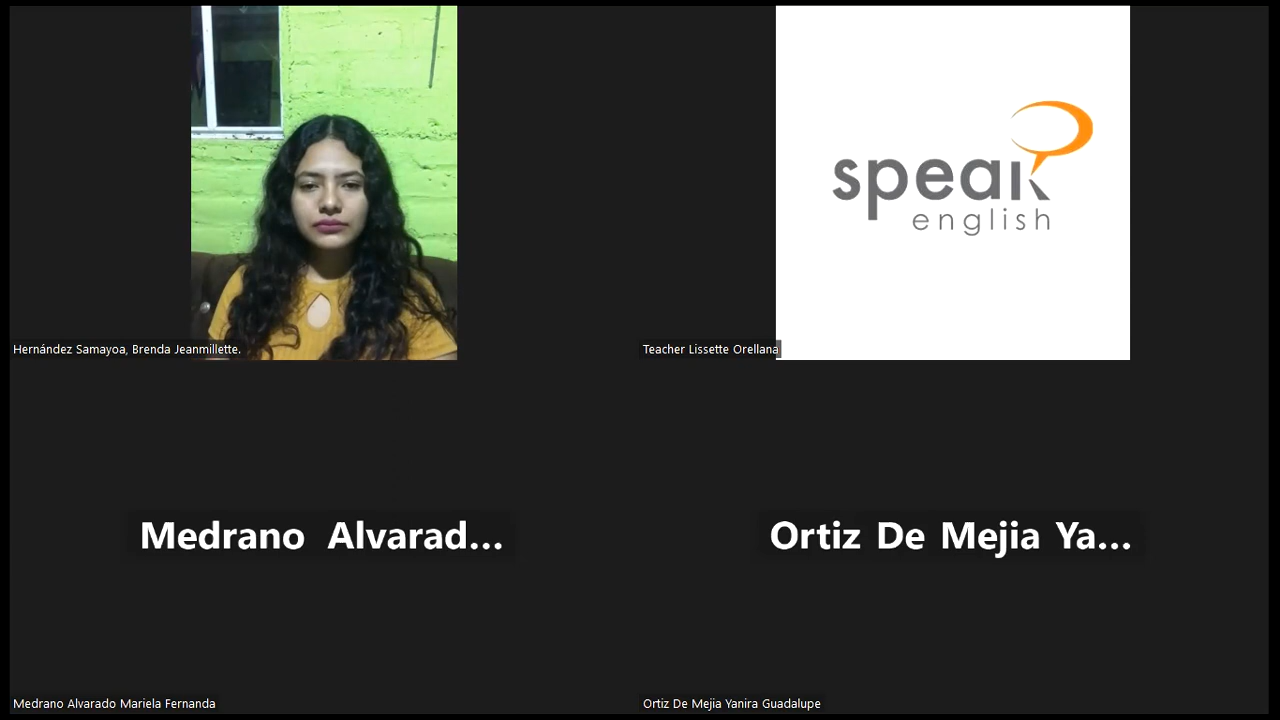 speak
english
Hernández Samayoa, Brenda Jeanmillette.
Teacher Lissette Orellana
Medrano Alvarad...
Ortiz De Mejia Ya...
Medrano Alvarado Mariela Fernanda
Ortiz De Mejia Yanira Guadalupe